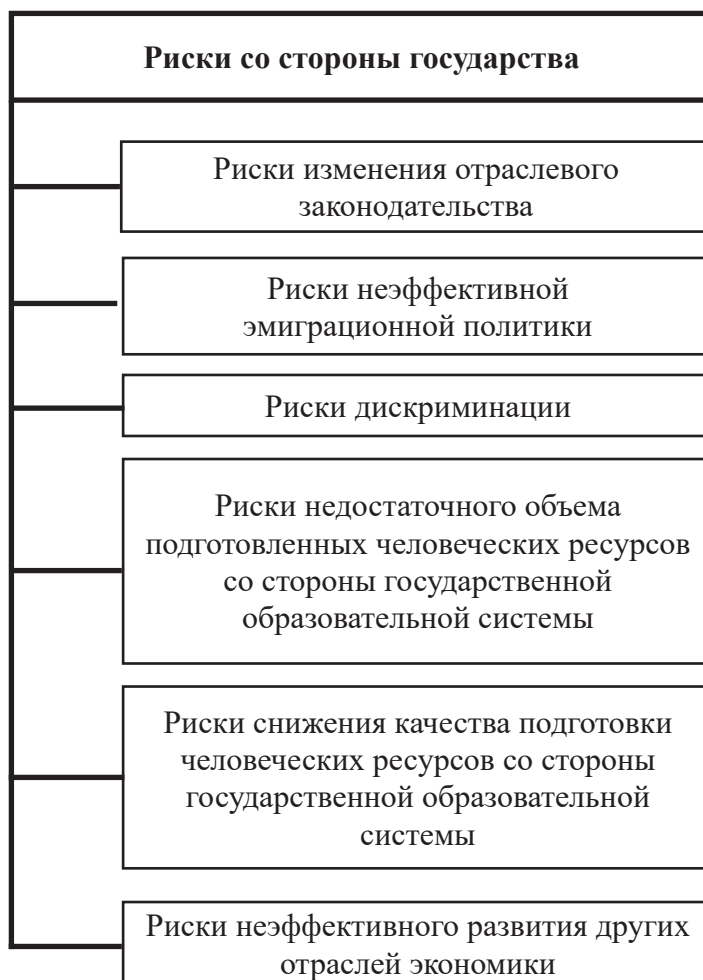 Риски со стороны государства
Риски изменения отраслевого
законодательства
Риски неэффективной
эмиграционной политики
Риски дискриминации
Риски недостаточного объема
подготовленных человеческих ресурсов
со стороны государственной
образовательной системы
Риски снижения качества подготовки
человеческих ресурсов со стороны
государственной образовательной
системы
Риски неэффективного развития других
отраслей экономики